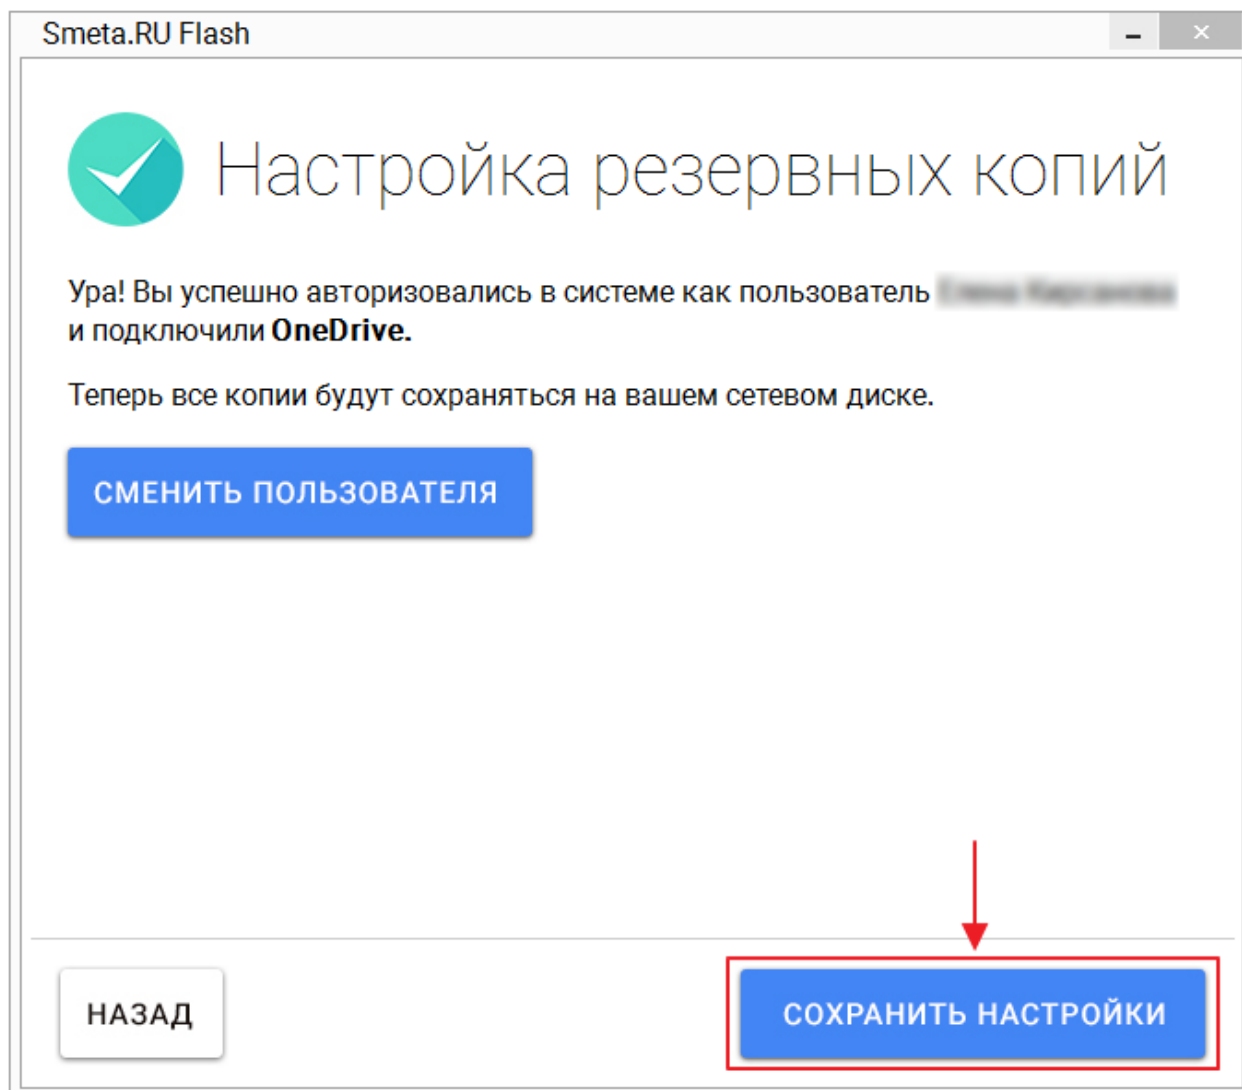 Smeta.RU Flash
Настройка резервных копий
Ура! Вы успешно авторизовались в системе как пользователь
и подключили OneDrive.
Теперь все копии будут сохраняться на вашем сетевом диске.
СМЕНИТЬ ПОЛЬЗОВАТЕЛЯ
НАЗАД
СОХРАНИТЬ НАСТРОЙКИ